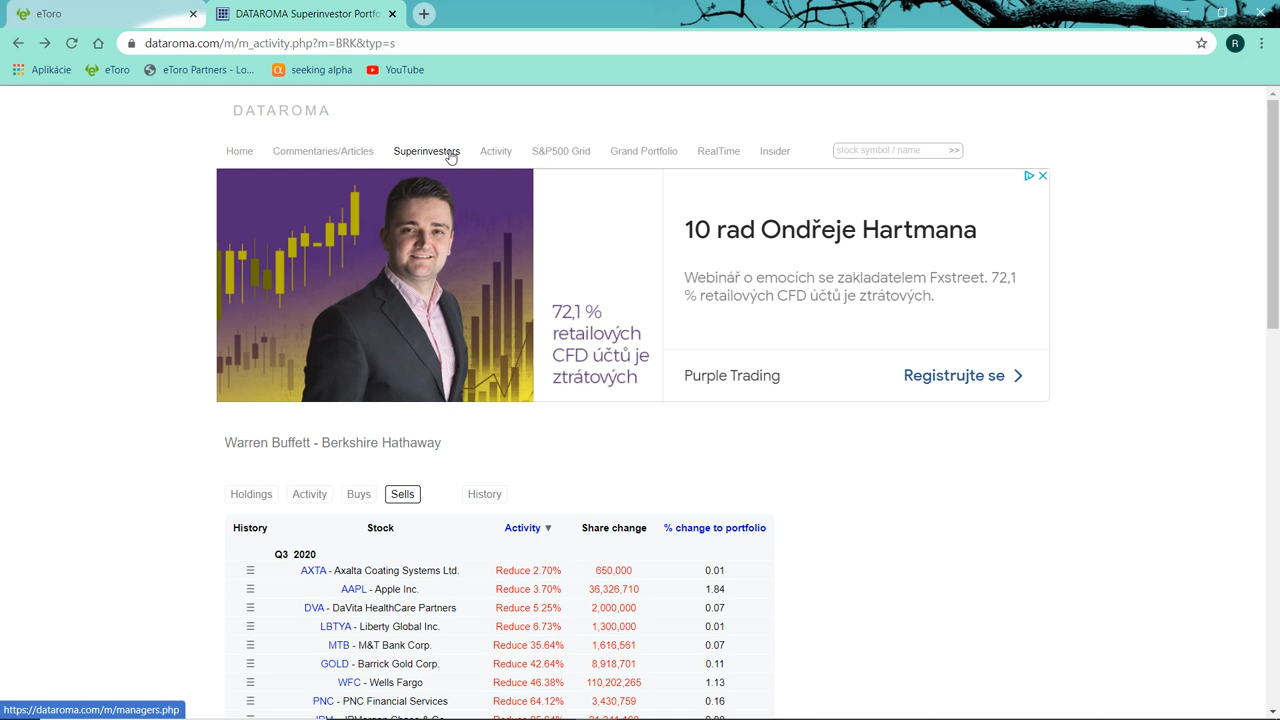 eToro
DATAROMA Superinvestor Portfo
dataroma.com/m/m_activity.php?m=BRK&typ=s
R
Aplikácie eToro eToro Partners - Lo... seeking alpha YouTube
DATAROMA
Home Commentaries/Articles Superinvestors Activity S&P500 Grid Grand Portfolio RealTime Insider stock symbol / name >>
10 rad Ondřeje Hartmana
Webinář o emocích se zakladatelem Fxstreet. 72,1
% retailových CFD účtů je ztrátových.
72,1 %
retailových
CFD účtů je
ztrátových
Purple Trading Registrujte se
Warren Buffett - Berkshire Hathaway
Holdings Activity Buys Sells History
History Stock Activity ▼ Share change % change to portfolio
Q3 2020
☰ AXTA - Axalta Coating Systems Ltd. Reduce 2.70% 650,000 0.01
☰ AAPL - Apple Inc. Reduce 3.70% 36,326,710 1.84
☰ DVA - DaVita HealthCare Partners Reduce 5.25% 2,000,000 0.07
☰ LBTYA - Liberty Global Inc. Reduce 6.73% 1,300,000 0.01
☰ MTB - M&T Bank Corp. Reduce 35.64% 1,616,561 0.07
☰ GOLD - Barrick Gold Corp. Reduce 42.64% 8,918,701 0.11
☰ WFC - Wells Fargo Reduce 46.38% 110,202,265 1.13
☰ PNC - PNC Financial Services Reduce 64.12% 3,430,759 0.16
https://dataroma.com/m/managers.php